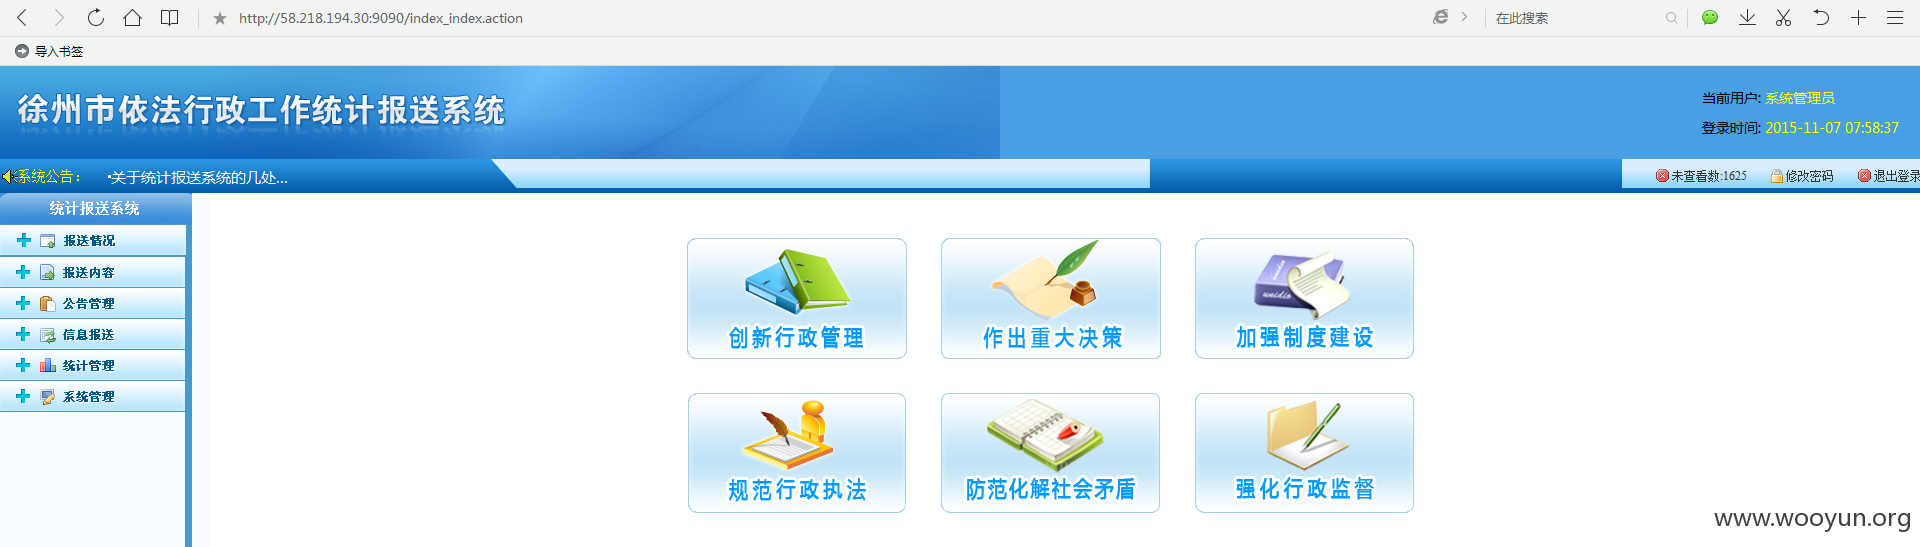 http://58.218.194.30:9090/index_index.action
在此搜索
导入书签
徐州市依法行政工作统计报送系统
当前用户: 系统管理员
登录时间: 2015-11-07 07:58:37
系统公告：
•关于统计报送系统的几处...
未查看数:1625
修改密码
退出登录
统计报送系统
报送情况
报送内容
公告管理
信息报送
统计管理
系统管理
创新行政管理
作出重大决策
unidio
unidio
加强制度建设
规范行政执法
防范化解社会矛盾
强化行政监督
www.wooyun.org